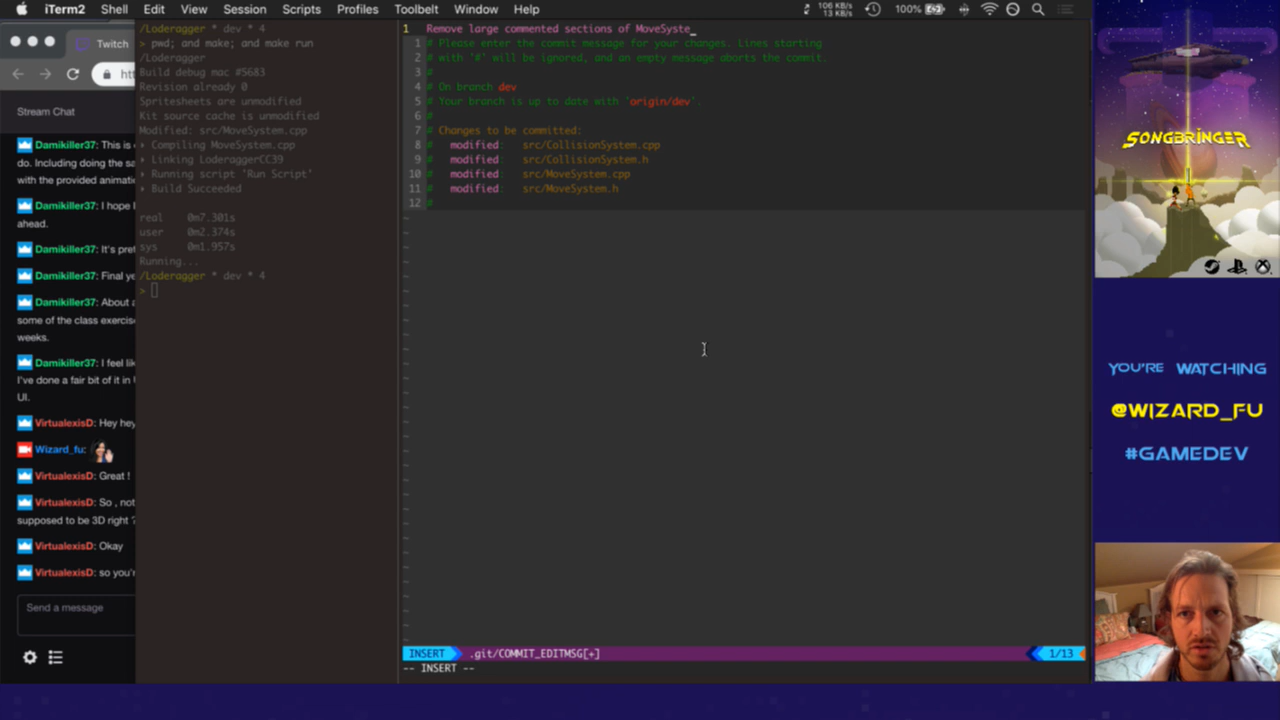 iTerm2 Shell Edit View Session Scripts Profiles Toolbelt Window Help
106 KB/s
13 KB/s
100%
Twitch
Stream Chat
Damikiller37: This is
do. Including doing the sa
with the provided animati
Damikiller37: I hope
ahead.
Damikiller37: It's pret
Damikiller37: Final ye
Damikiller37: About a
some of the class exercise
weeks.
Damikiller37: I feel lik
I've done a fair bit of it in
UI.
VirtualexisD: Hey hey
Wizard_fu:
VirtualexisD: Great !
VirtualexisD: So , not
supposed to be 3D right ?
VirtualexisD: Okay
VirtualexisD: so you'r
Send a message
/Loderagger * dev * 4
> pwd; and make; and make run
/Loderagger
Build debug mac #5683
Revision already 0
Spritesheets are unmodified
Kit source cache is unmodified
Modified: src/MoveSystem.cpp
Compiling MoveSystem.cpp
Linking LoderaggerCC39
Running script 'Run Script'
Build Succeeded
real 0m7.301s
user 0m2.374s
sys 0m1.957s
Running...
/Loderagger * dev * 4
>
1 Remove large commented sections of MoveSyste_
1 # Please enter the commit message for your changes. Lines starting
2 # with '#' will be ignored, and an empty message aborts the commit.
3 #
4 # On branch dev
5 # Your branch is up to date with 'origin/dev'.
6 #
7 # Changes to be committed:
8 # modified: src/CollisionSystem.cpp
9 # modified: src/CollisionSystem.h
10 # modified: src/MoveSystem.cpp
11 # modified: src/MoveSystem.h
12 #
INSERT .git/COMMIT_EDITMSG[+] 1/13
-- INSERT --
SONGBRINGER
YOU'RE WATCHING
@WIZARD_FU
#GAMEDEV